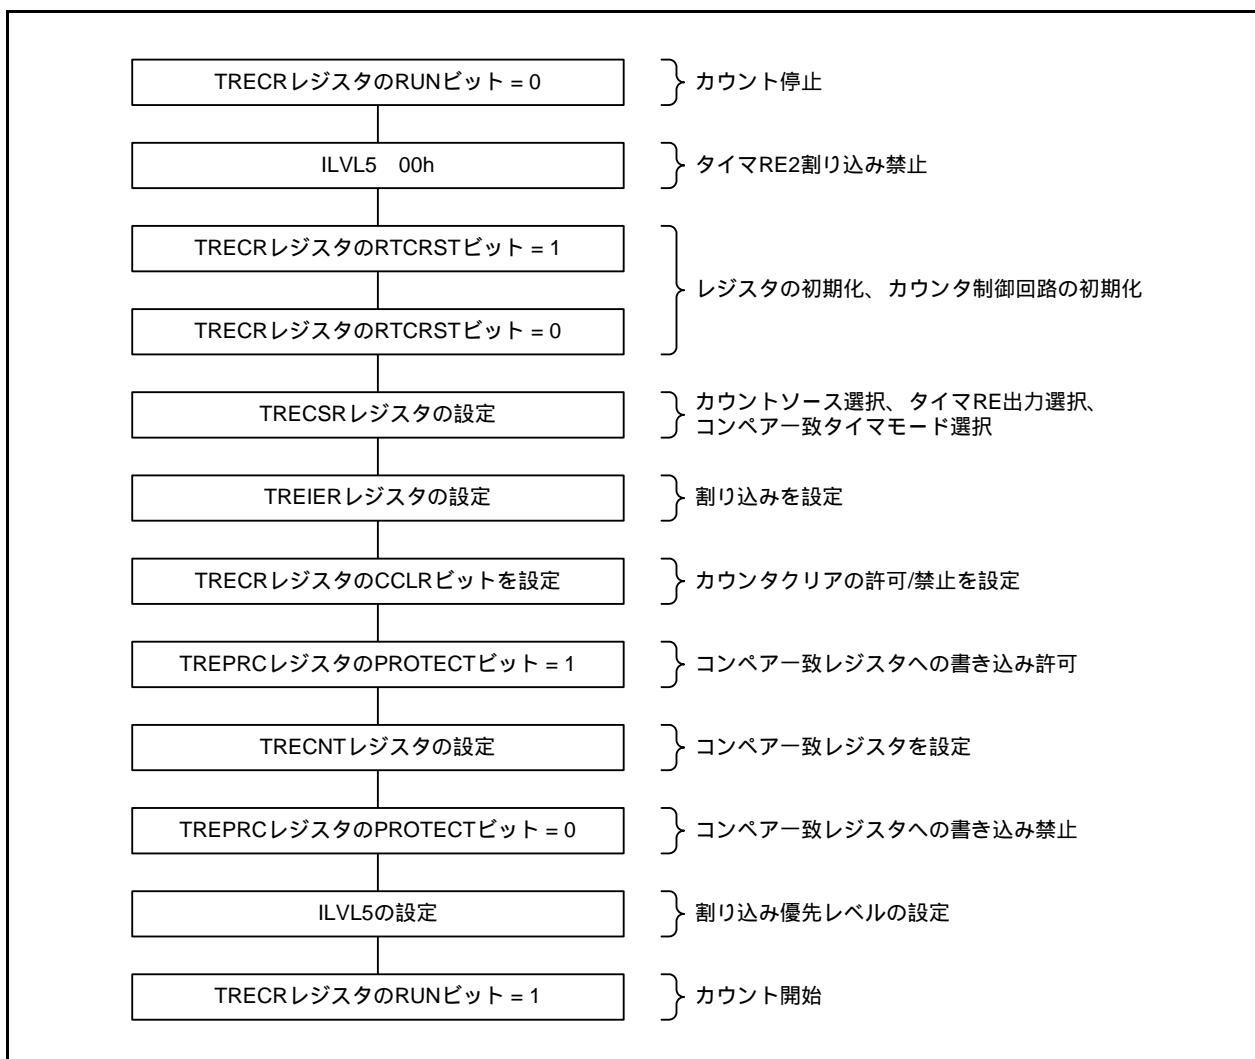 TRECRレジスタのRUNビット = 0
カウント停止
ILVL5 00h
タイマRE2割り込み禁止
TRECRレジスタのRTCRSTビット = 1
TRECRレジスタのRTCRSTビット = 0
レジスタの初期化、カウンタ制御回路の初期化
TRECSRレジスタの設定
カウントソース選択、タイマRE出力選択、
コンペア一致タイマモード選択
TREIERレジスタの設定
割り込みを設定
TRECRレジスタのCCLRビットを設定
カウンタクリアの許可/禁止を設定
TREPRCレジスタのPROTECTビット = 1
コンペア一致レジスタへの書き込み許可
TRECNTレジスタの設定
コンペア一致レジスタを設定
TREPRCレジスタのPROTECTビット = 0
コンペア一致レジスタへの書き込み禁止
ILVL5の設定
割り込み優先レベルの設定
TRECRレジスタのRUNビット = 1
カウント開始